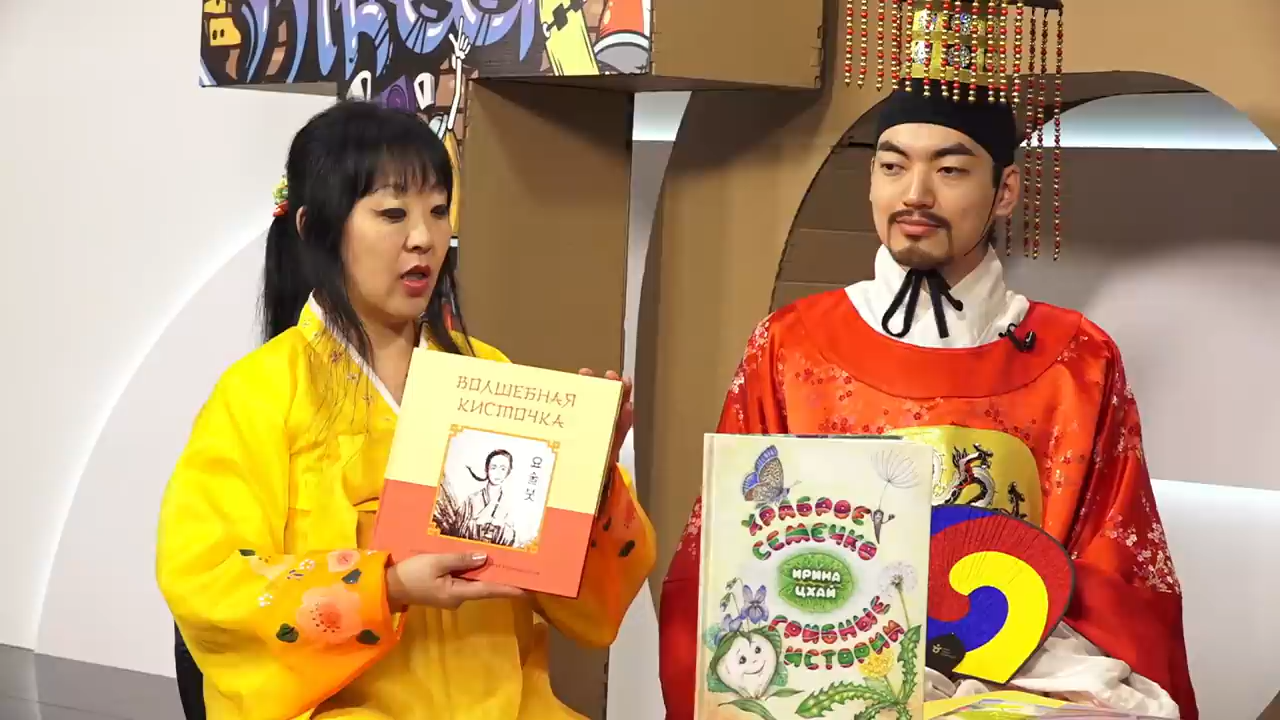 ВОЛШЕБНАЯ
КИСТОЧКА
요술붓
ХРАБРОЕ
СЕМЕЧКО
ИРИНА
ЦХАЙ
ГРИБНЫЕ
ИСТОРИИ